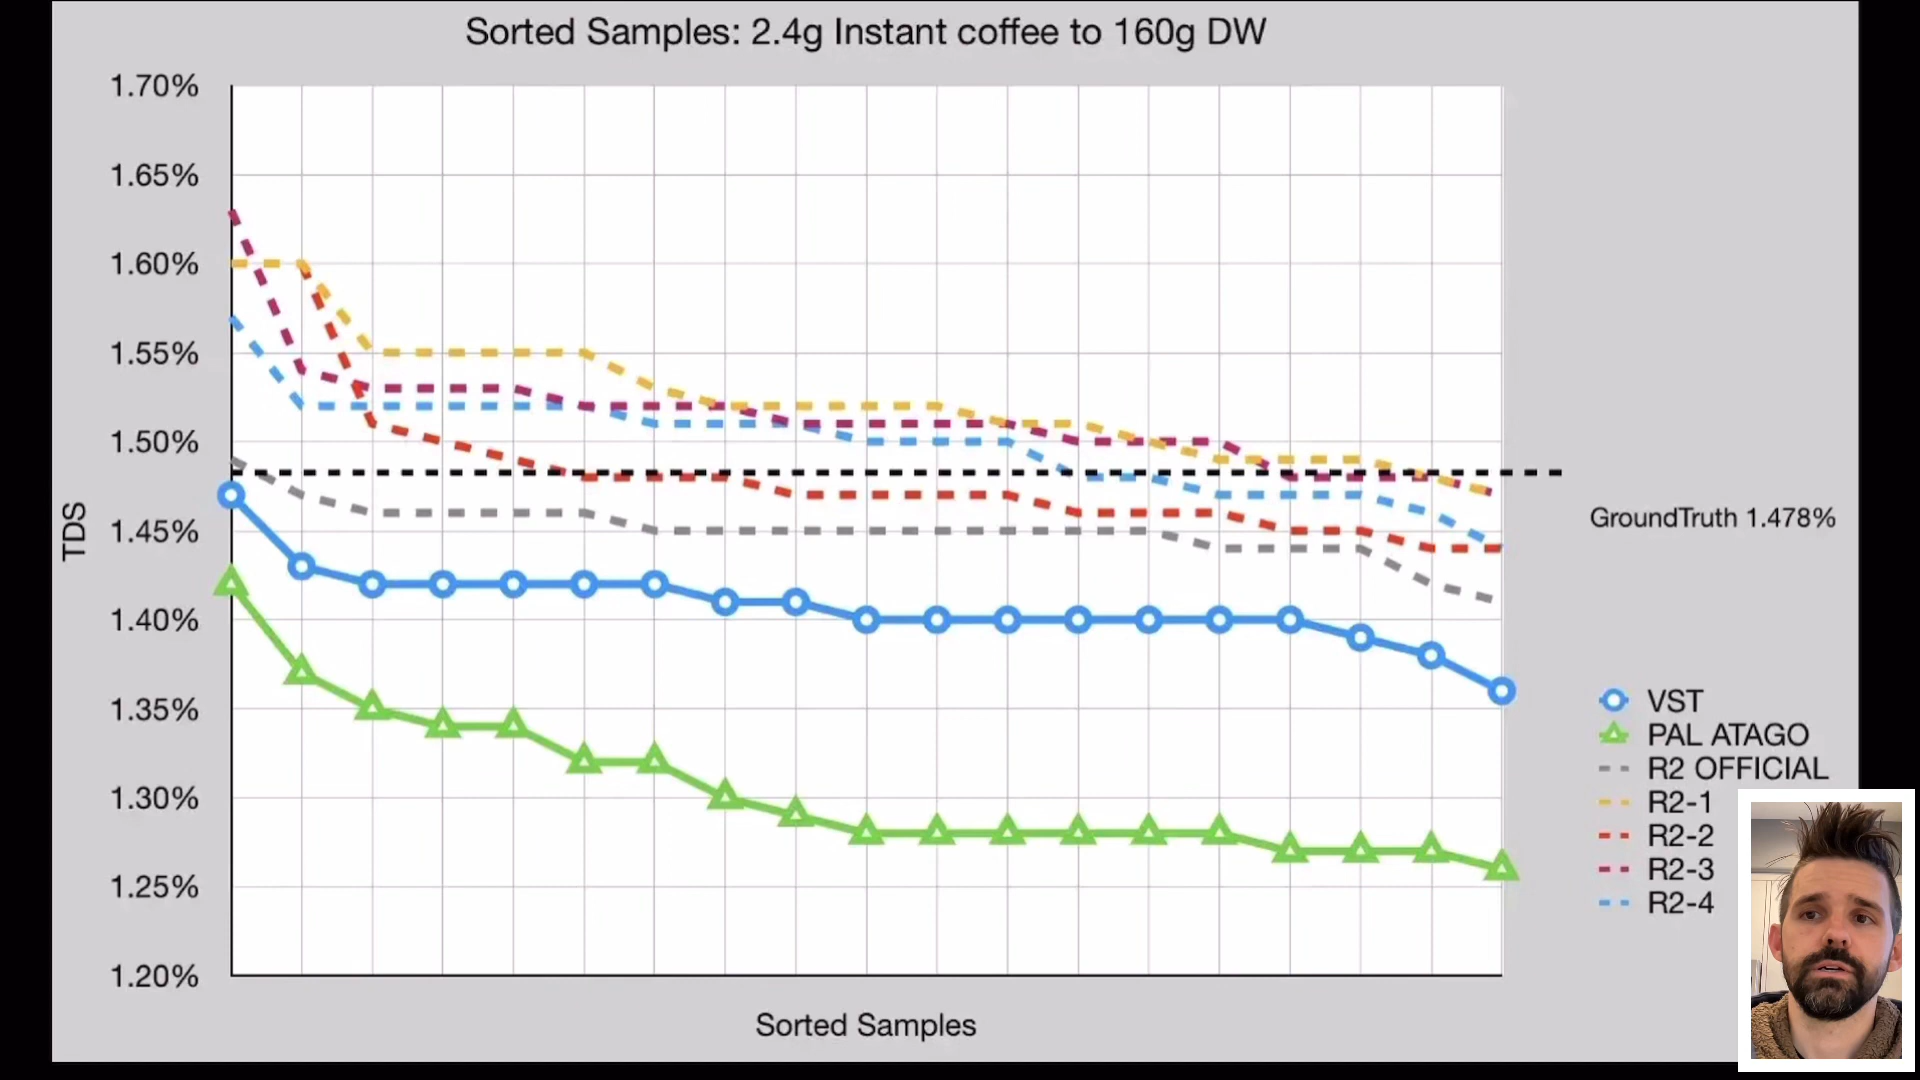 Sorted Samples: 2.4g Instant coffee to 160g DW
1.70%
1.65%
1.60%
1.55%
1.50%
1.45%
1.40%
1.35%
1.30%
1.25%
1.20%
TDS
Sorted Samples
GroundTruth 1.478%
VST
PAL ATAGO
R2 OFFICIAL
R2-1
R2-2
R2-3
R2-4